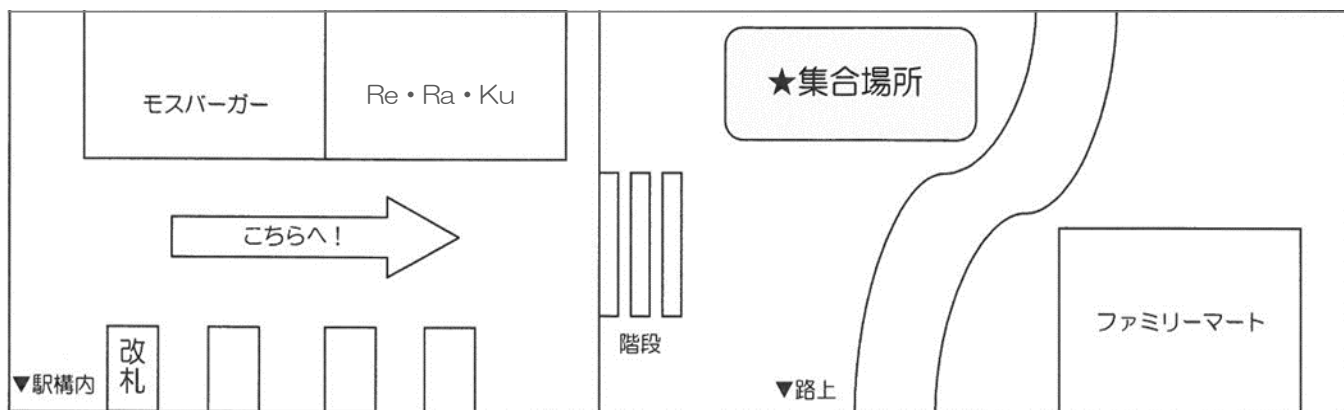 モスバーガー
Re・Ra・Ku
★集合場所
こちらへ！
ファミリーマート
改札
階段
▼駅構内
▼路上